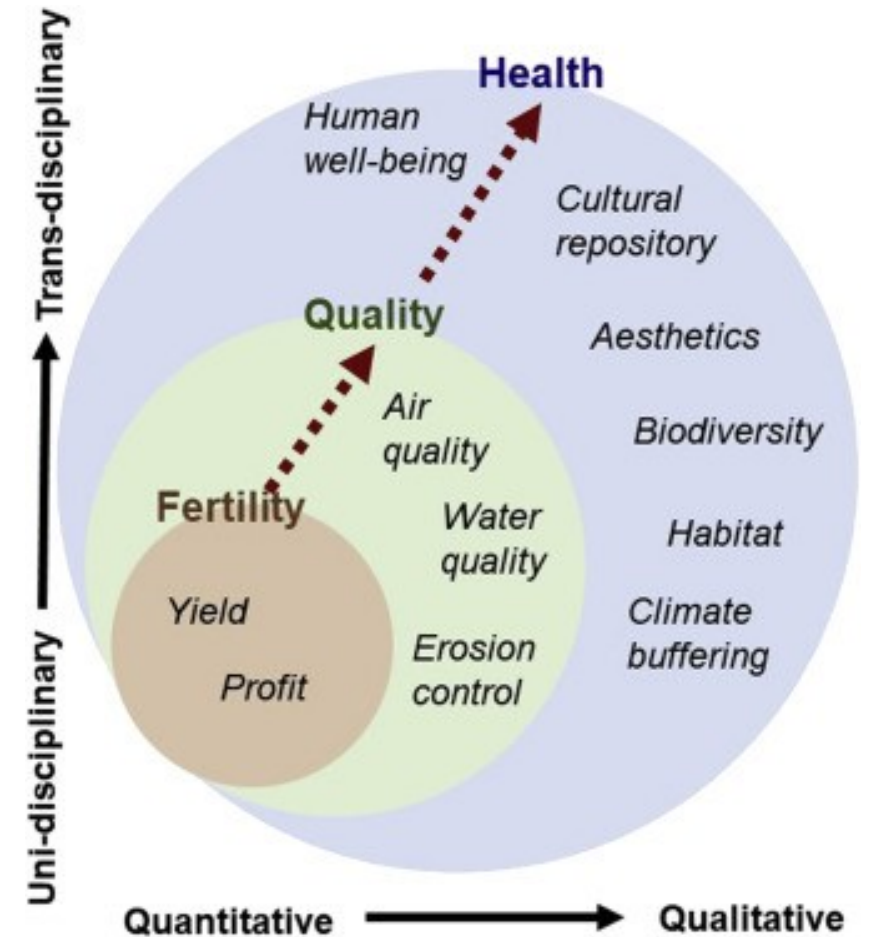 Trans-disciplinary
Uni-disciplinary
Health
Human
well-being
Cultural
repository
Quality
Aesthetics
Air
quality
Biodiversity
Fertility
Water
quality
Habitat
Yield
Climate
buffering
Erosion
control
Profit
Quantitative
Qualitative